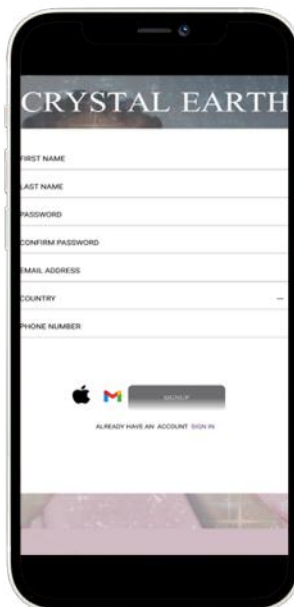 CRYSTAL EARTH
FIRST NAME
LAST NAME
PASSWORD
CONFIRM PASSWORD
EMAIL ADDRESS
COUNTRY
PHONE NUMBER
SIGNUP
ALREADY HAVE AN ACCOUNT SIGN IN